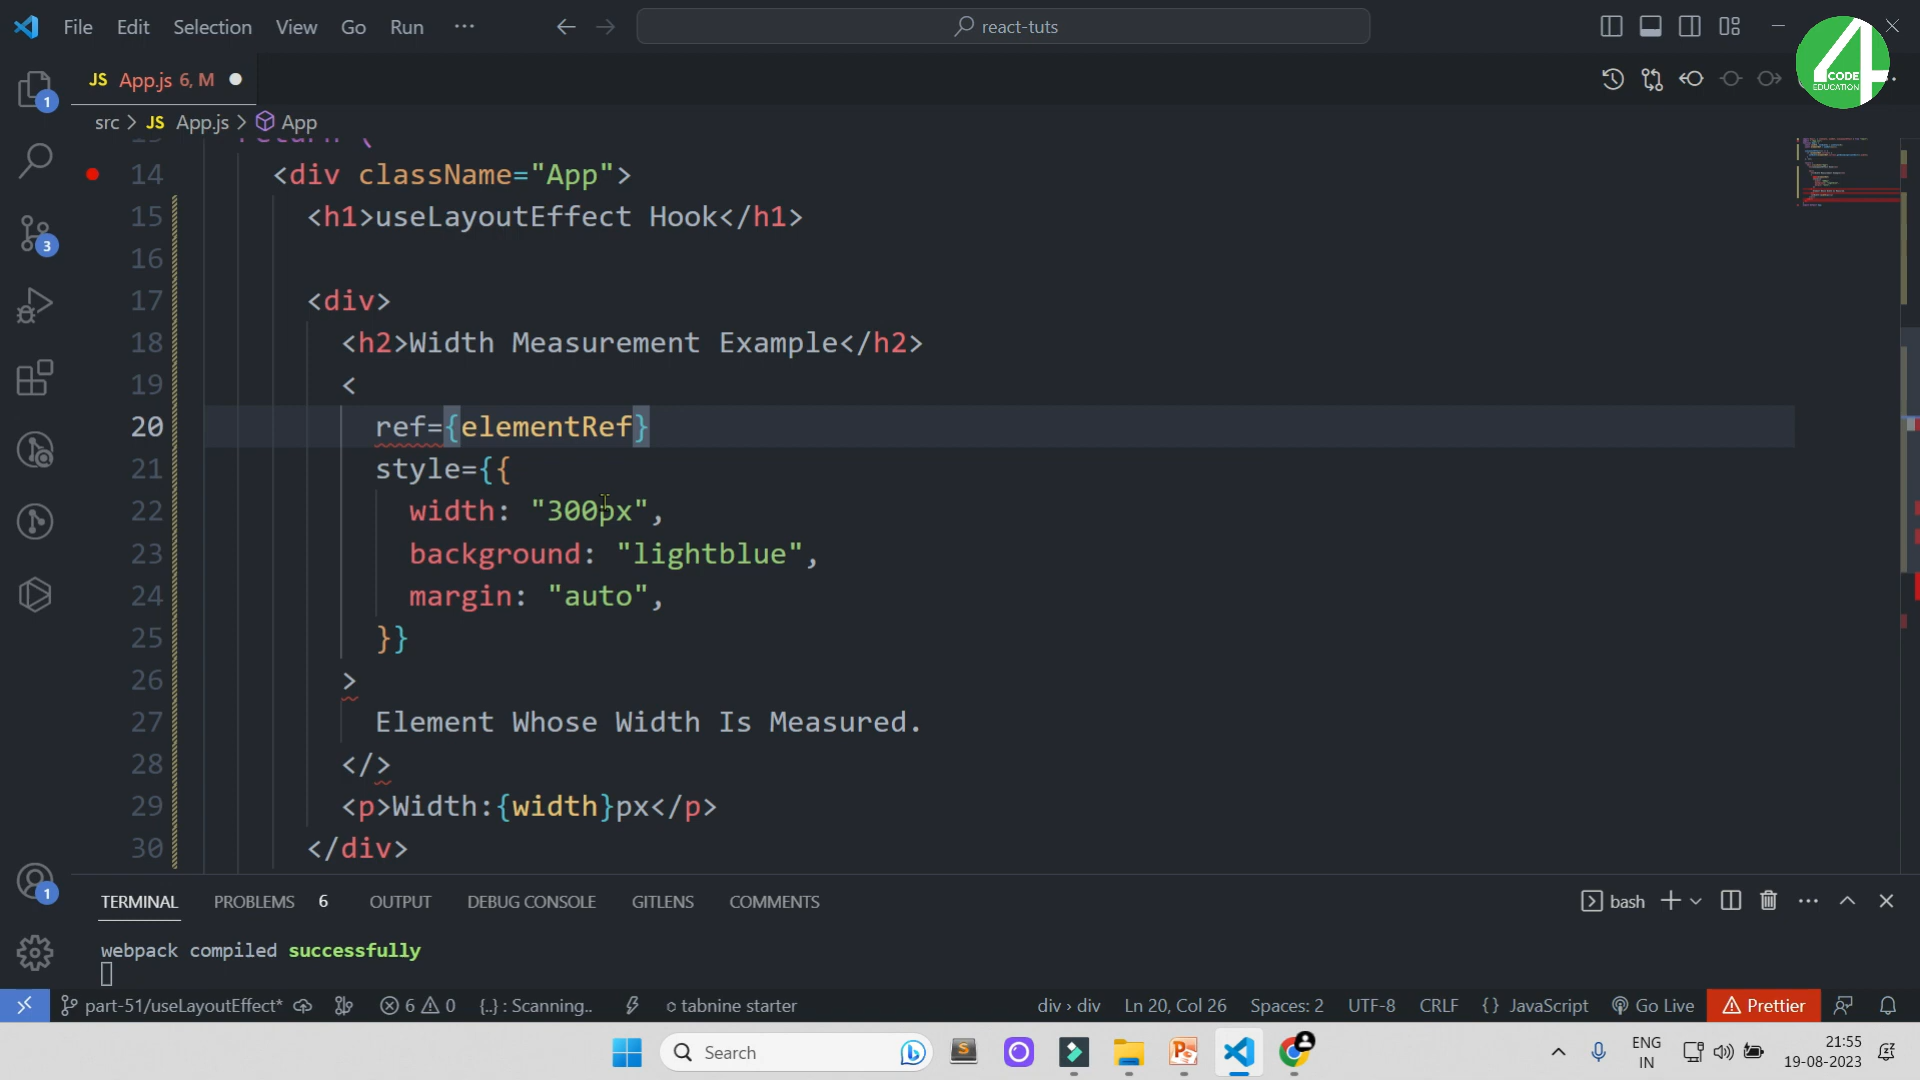 File Edit Selection View Go Run ··· react-tuts
4 CODE EDUCATION
JS App.js 6, M
src > JS App.js > App
14 <div className="App">
15 <h1>useLayoutEffect Hook</h1>
16
17 <div>
18 <h2>Width Measurement Example</h2>
19 <
20 ref={elementRef}
21 style={{
22 width: "300px",
23 background: "lightblue",
24 margin: "auto",
25 }}
26 >
27 Element Whose Width Is Measured.
28 </>
29 <p>Width:{width}px</p>
30 </div>
TERMINAL PROBLEMS 6 OUTPUT DEBUG CONSOLE GITLENS COMMENTS bash
webpack compiled successfully
part-51/useLayoutEffect* 6 0 {..} : Scanning.. tabnine starter div › div Ln 20, Col 26 Spaces: 2 UTF-8 CRLF {} JavaScript Go Live Prettier
Search ENG IN 21:55 19-08-2023
1
3
1